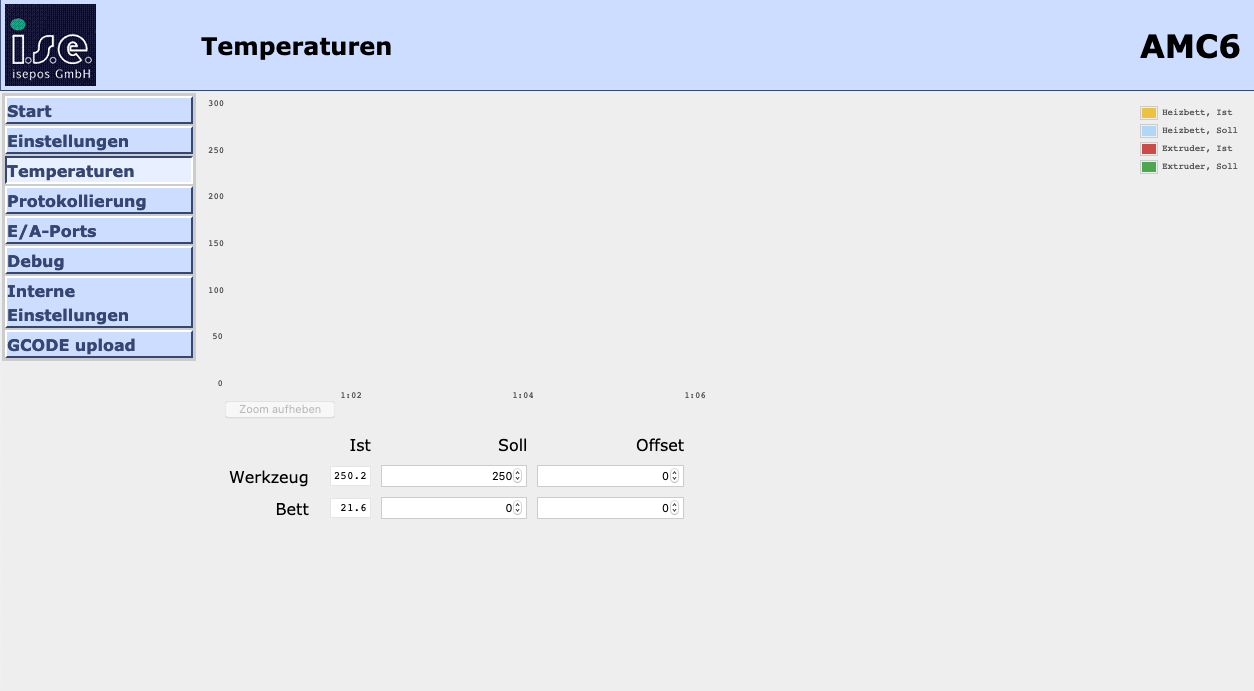 i.s.e.
isepos GmbH
Temperaturen
AMC6
Start
Einstellungen
Temperaturen
Protokollierung
E/A-Ports
Debug
Interne
Einstellungen
GCODE upload
300
250
200
150
100
50
0
1:02 1:04 1:06
Heizbett, Ist
Heizbett, Soll
Extruder, Ist
Extruder, Soll
Zoom aufheben
Ist Soll Offset
Werkzeug 250.2 250 0
Bett 21.6 0 0